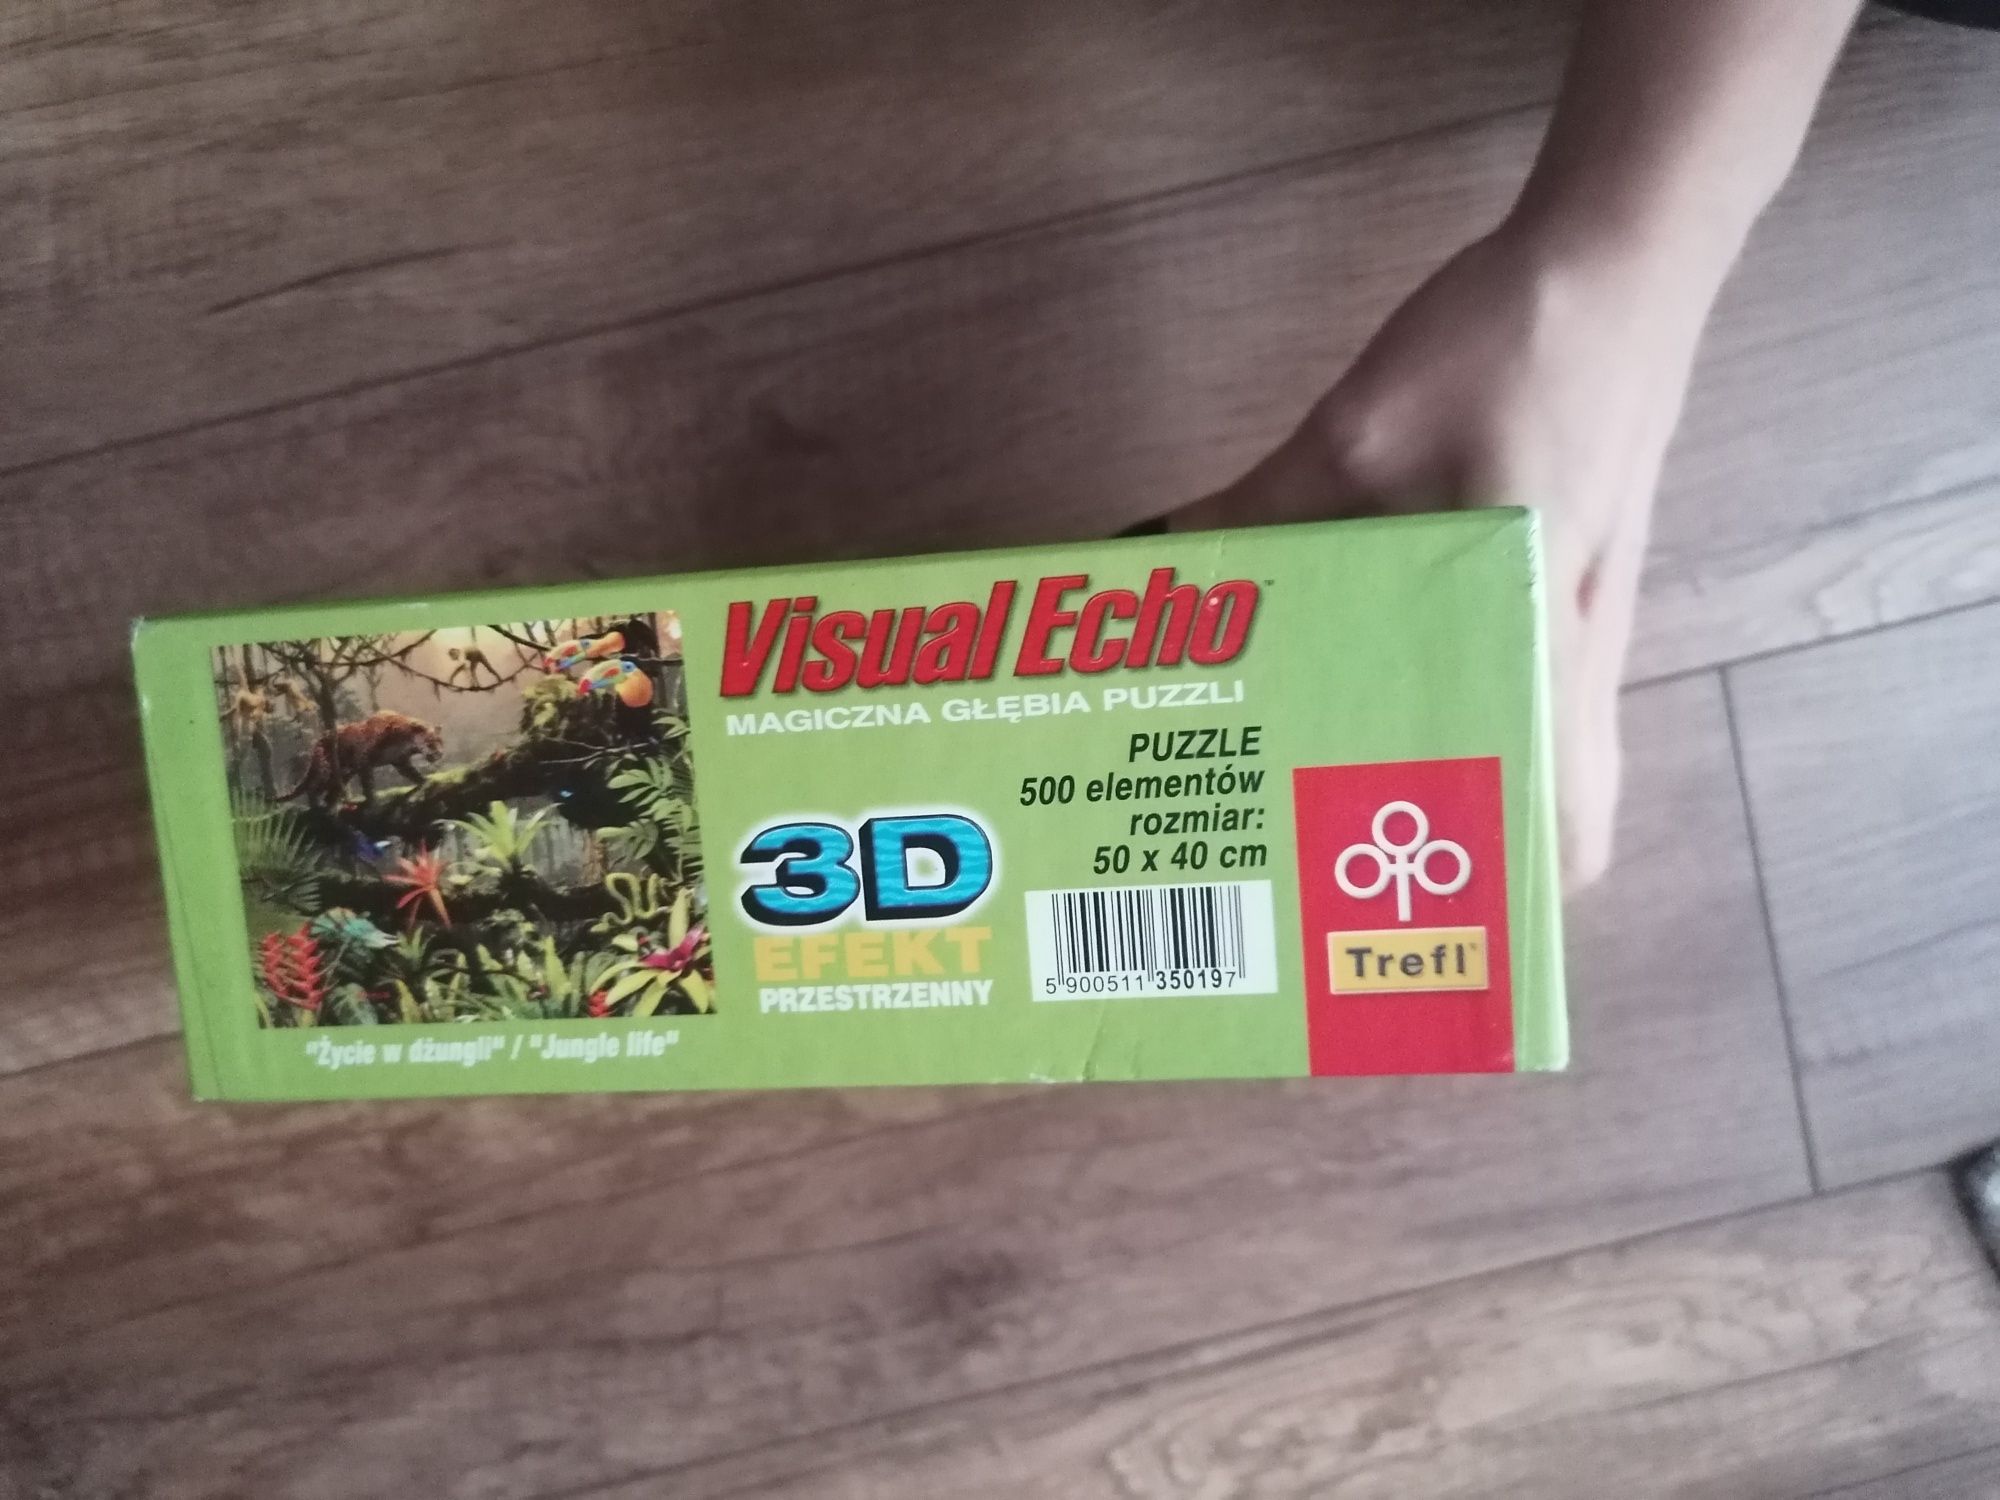 Visual Echo™
MAGICZNA GŁĘBIA PUZZLI
PUZZLE
500 elementów
rozmiar:
50 x 40 cm
3D
EFEKT
PRZESTRZENNY
5 900511 350197
Trefl
"Życie w dżungli" / "Jungle life"